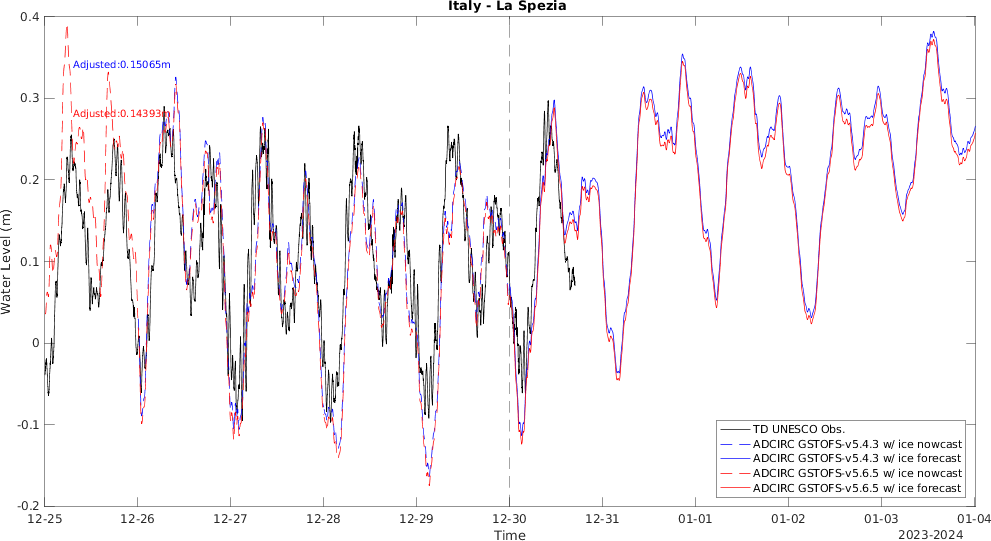 Italy - La Spezia
Water Level (m)
0.4
0.3
0.2
0.1
0
-0.1
-0.2
Adjusted:0.15065m
Adjusted:0.14393m
TD UNESCO Obs.
ADCIRC GSTOFS-v5.4.3 w/ ice nowcast
ADCIRC GSTOFS-v5.4.3 w/ ice forecast
ADCIRC GSTOFS-v5.6.5 w/ ice nowcast
ADCIRC GSTOFS-v5.6.5 w/ ice forecast
12-25 12-26 12-27 12-28 12-29 12-30 12-31 01-01 01-02 01-03 01-04
Time
2023-2024